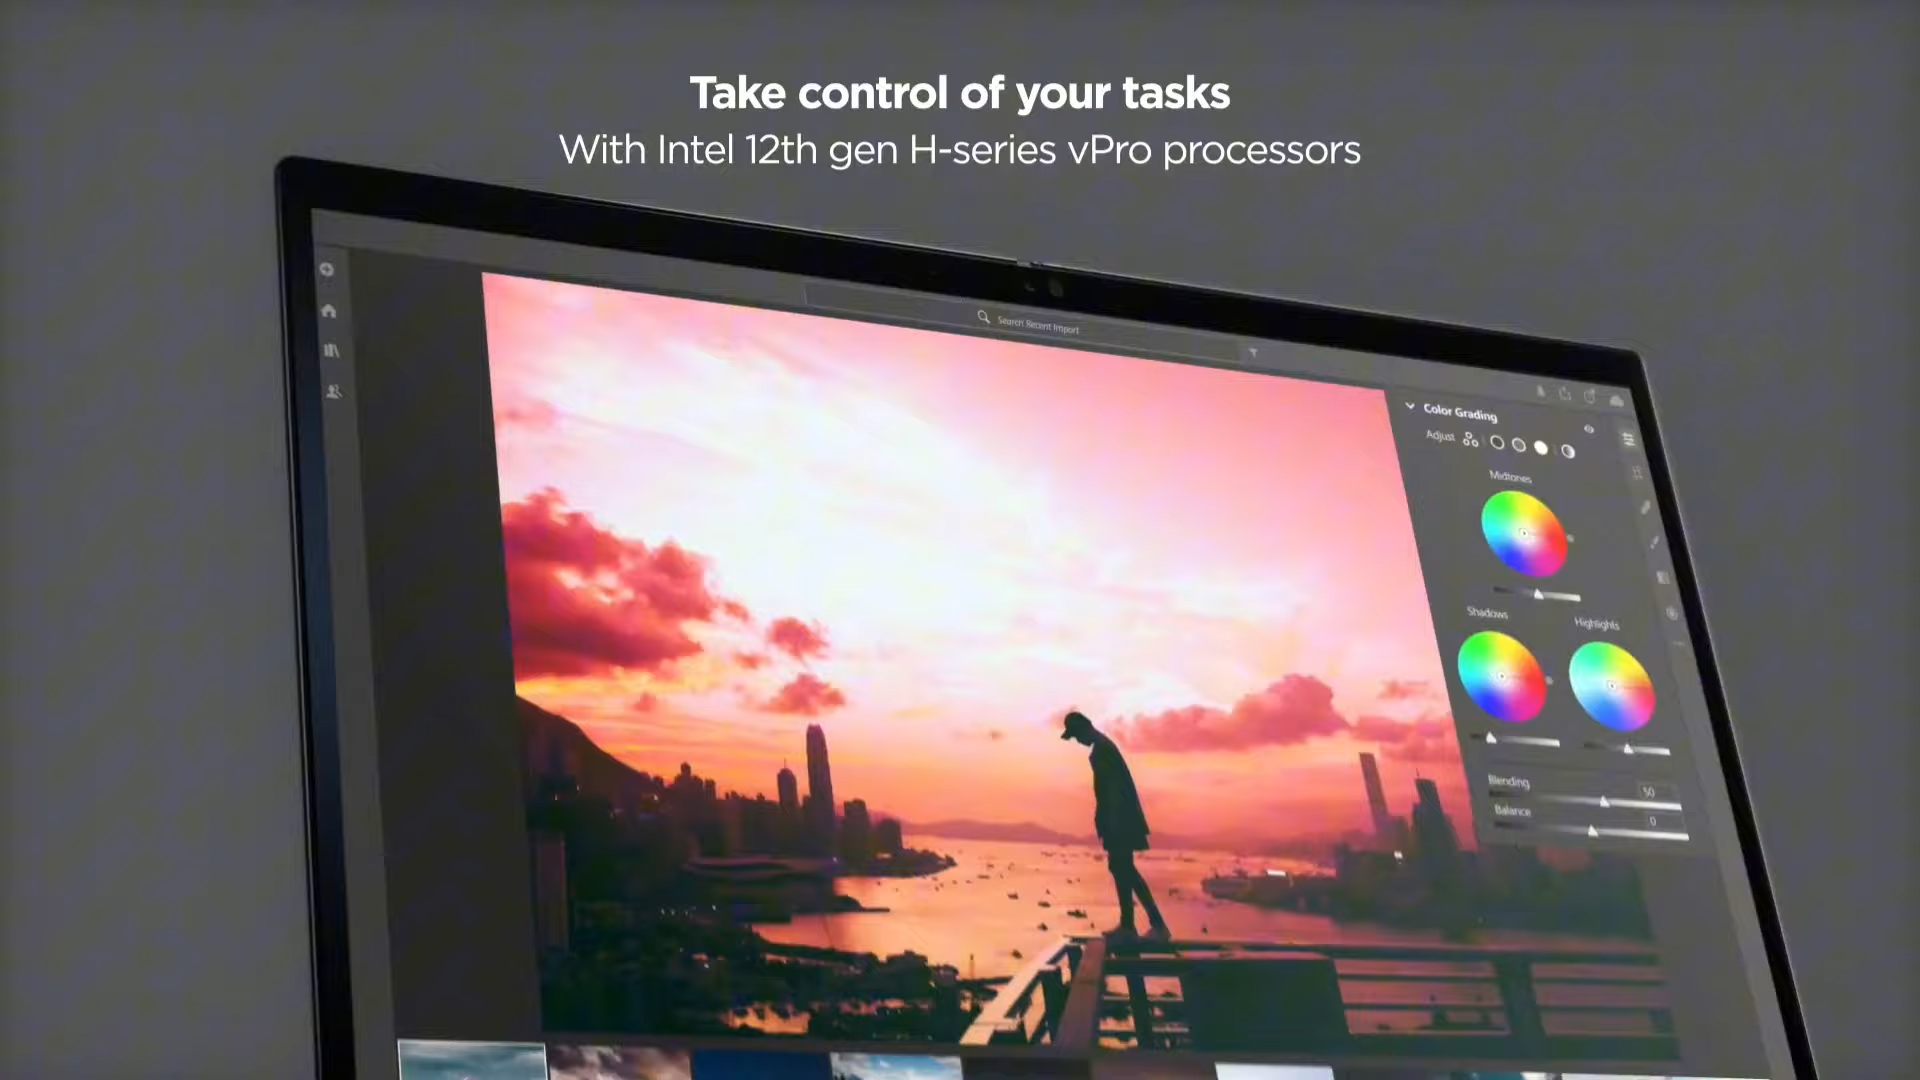 Take control of your tasks
With Intel 12th gen H-series vPro processors
Search Recent Import
Color Grading
Adjust
Midtones
Shadows
Highlights
Blending
50
Balance
0